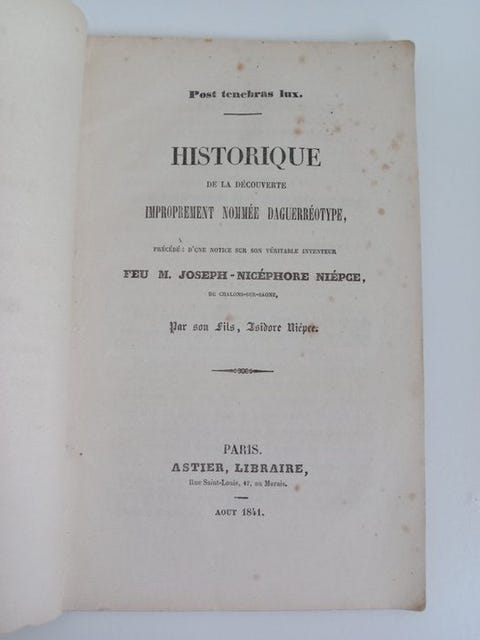 Post tenebras lux.
HISTORIQUE
DE LA DÉCOUVERTE
IMPROPREMENT NOMMÉE DAGUERRÉOTYPE,
PRÉCÉDÉ D'UNE NOTICE SUR SON VÉRITABLE INVENTEUR
FEU M. JOSEPH-NICÉPHORE NIÉPCE,
DE CHALONS-SUR-SAONE,
Par son Fils, Isidore Niépce.
PARIS.
ASTIER, LIBRAIRE,
Rue Saint-Louis, 47, au Marais.
AOUT 1841.